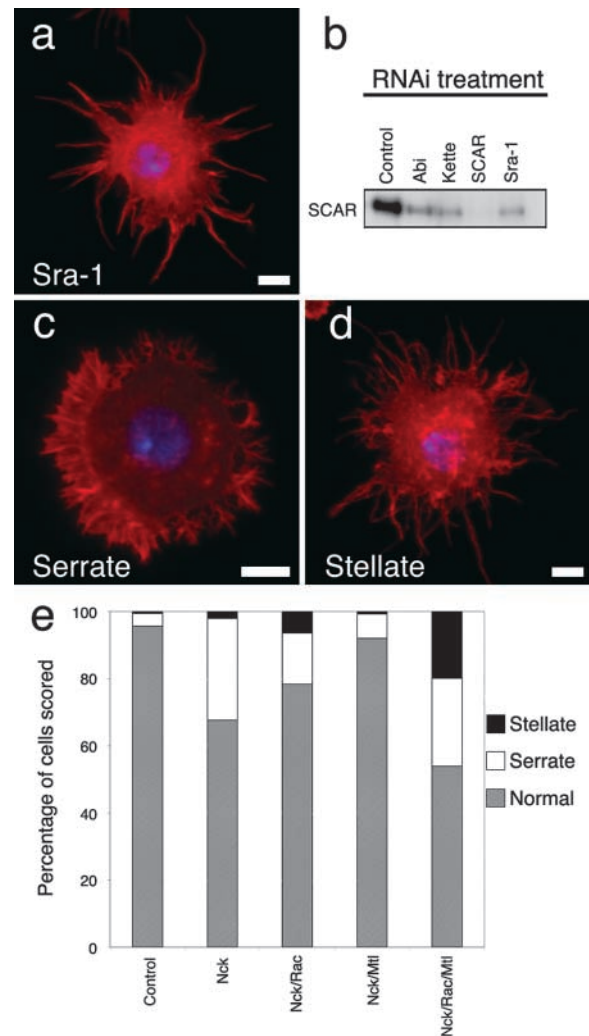 a
Sra-1
b
RNAi treatment
Control
Abi
Kette
SCAR
Sra-1
SCAR
c
Serrate
d
Stellate
e
Percentage of cells scored
100
80
60
40
20
0
Control
Nck
Nck/Rac
Nck/Mtl
Nck/Rac/Mtl
Stellate
Serrate
Normal